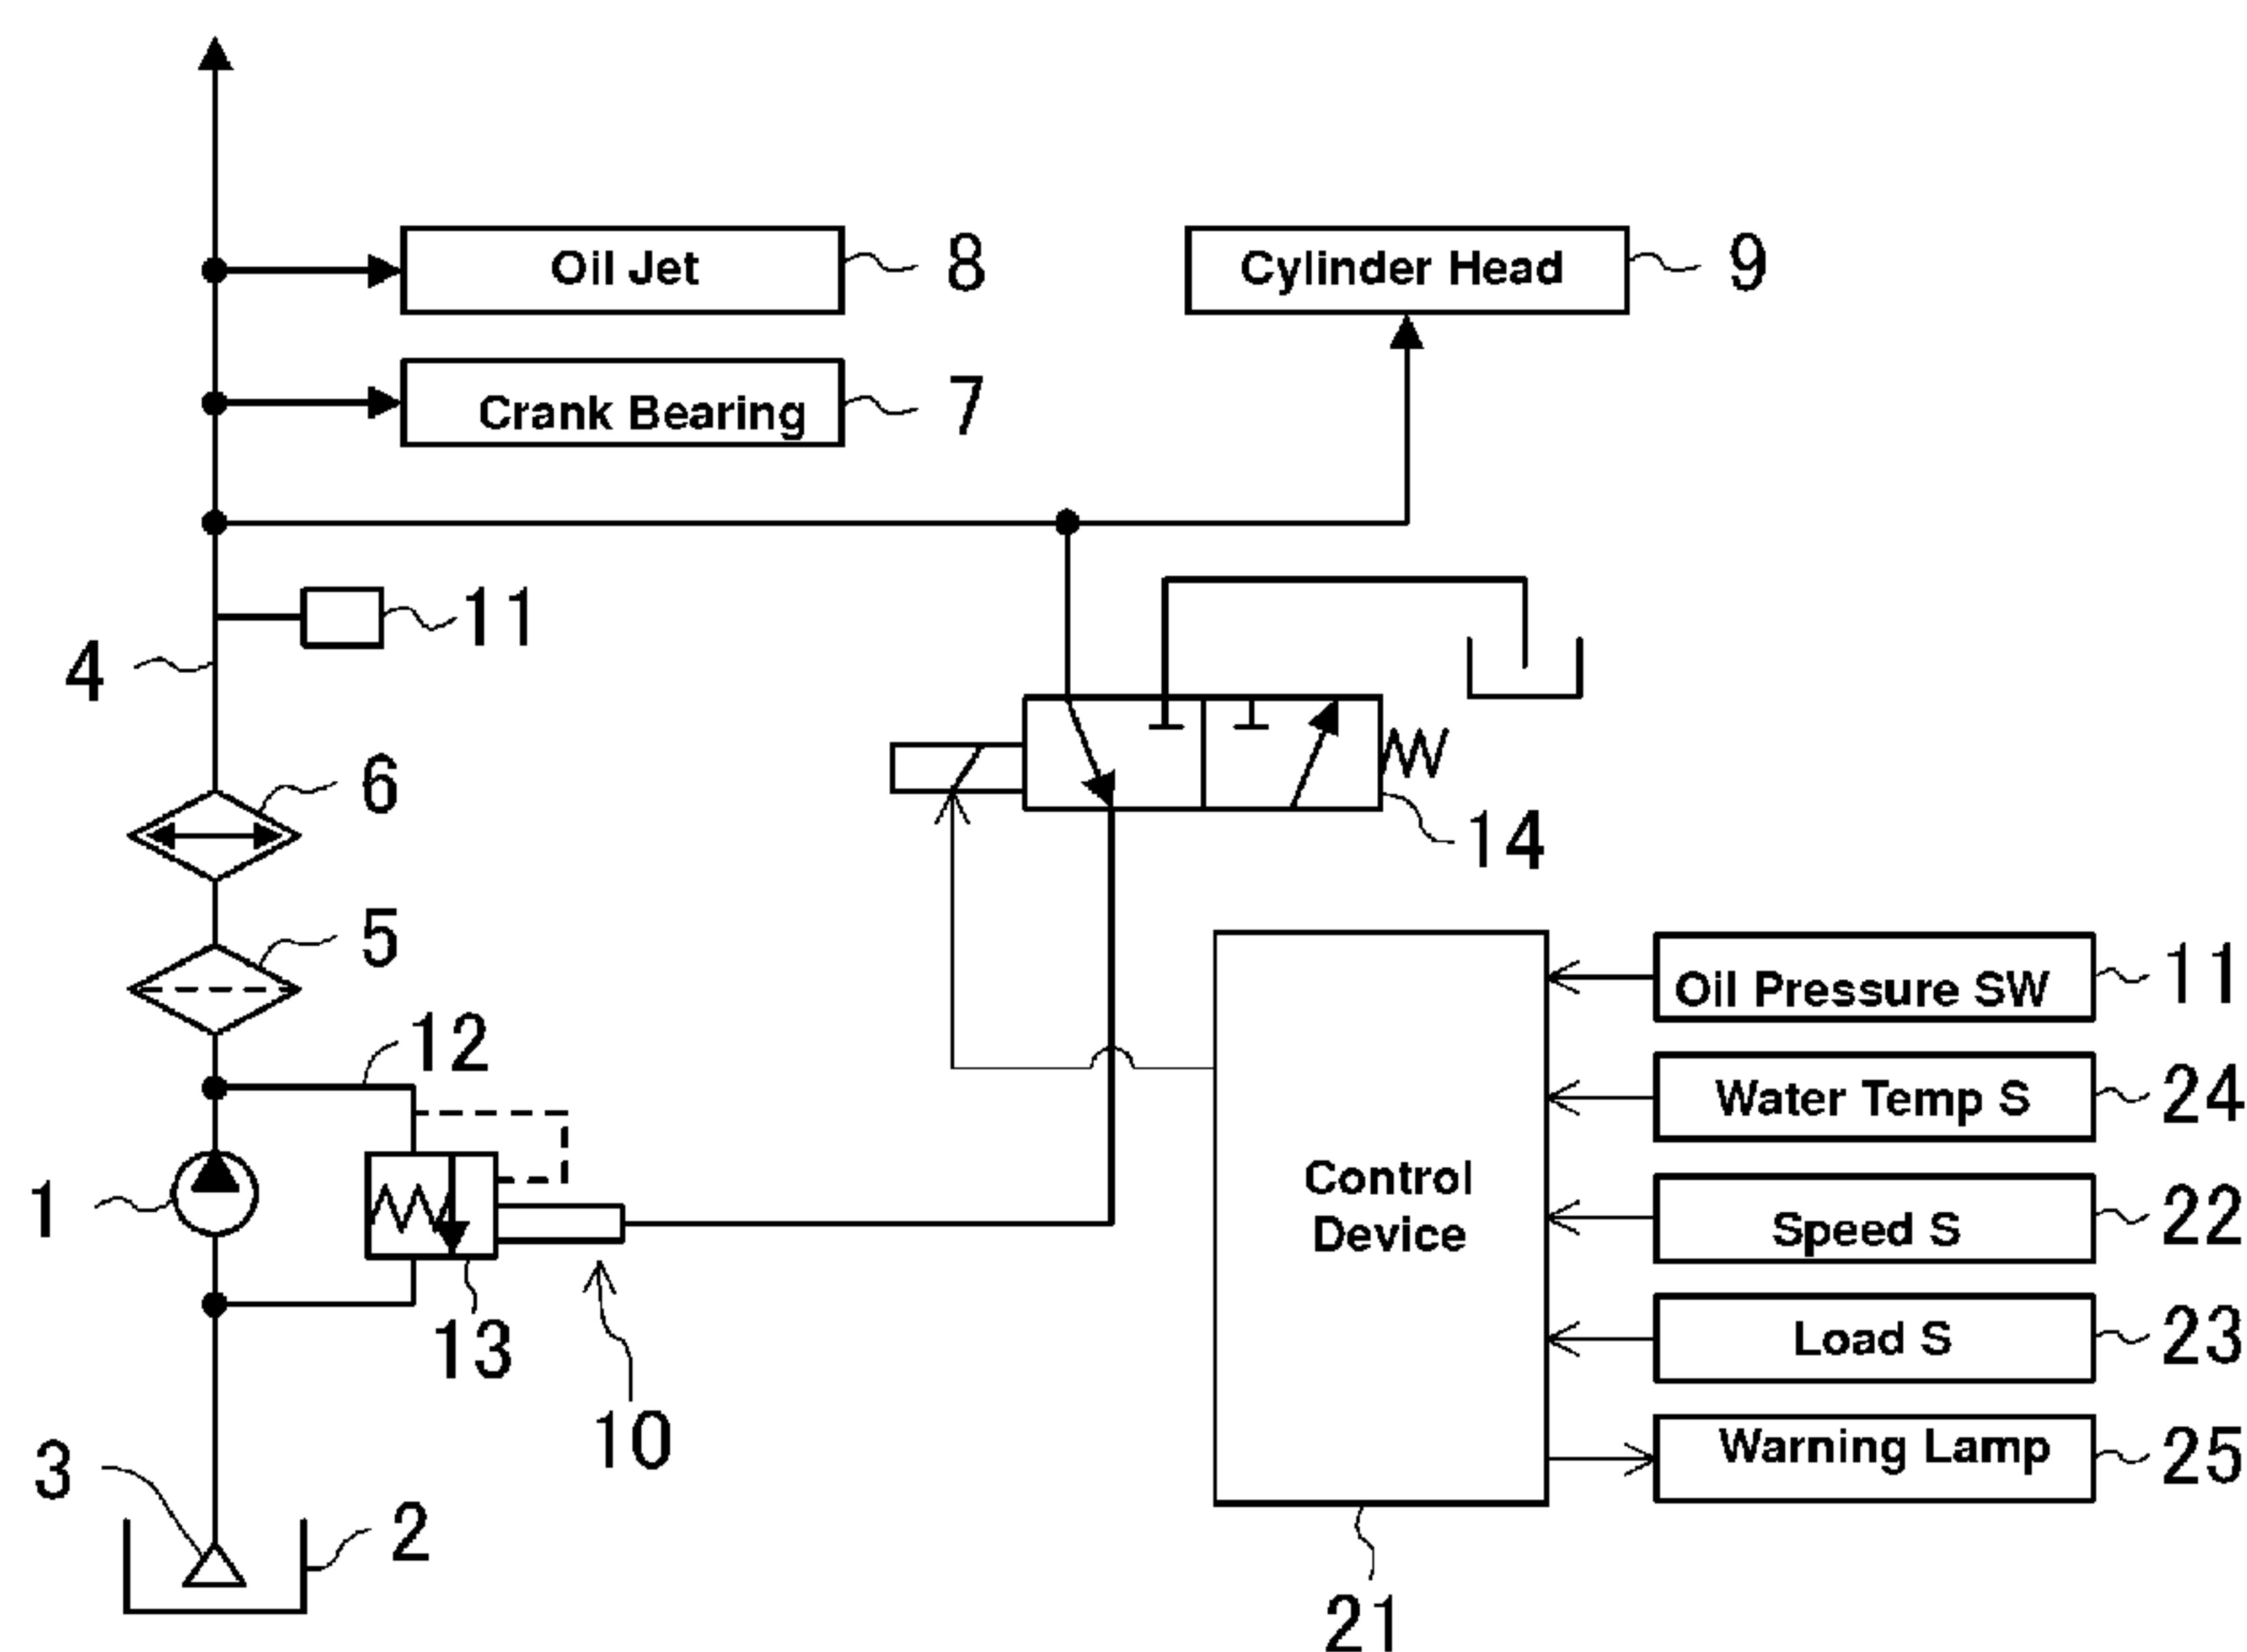 Oil Jet 8 Cylinder Head 9
Crank Bearing 7
11
4
6
14
5
Oil Pressure SW 11
12
Water Temp S 24
Control
Device
1
Speed S 22
13
Load S 23
10
Warning Lamp 25
3
2
21